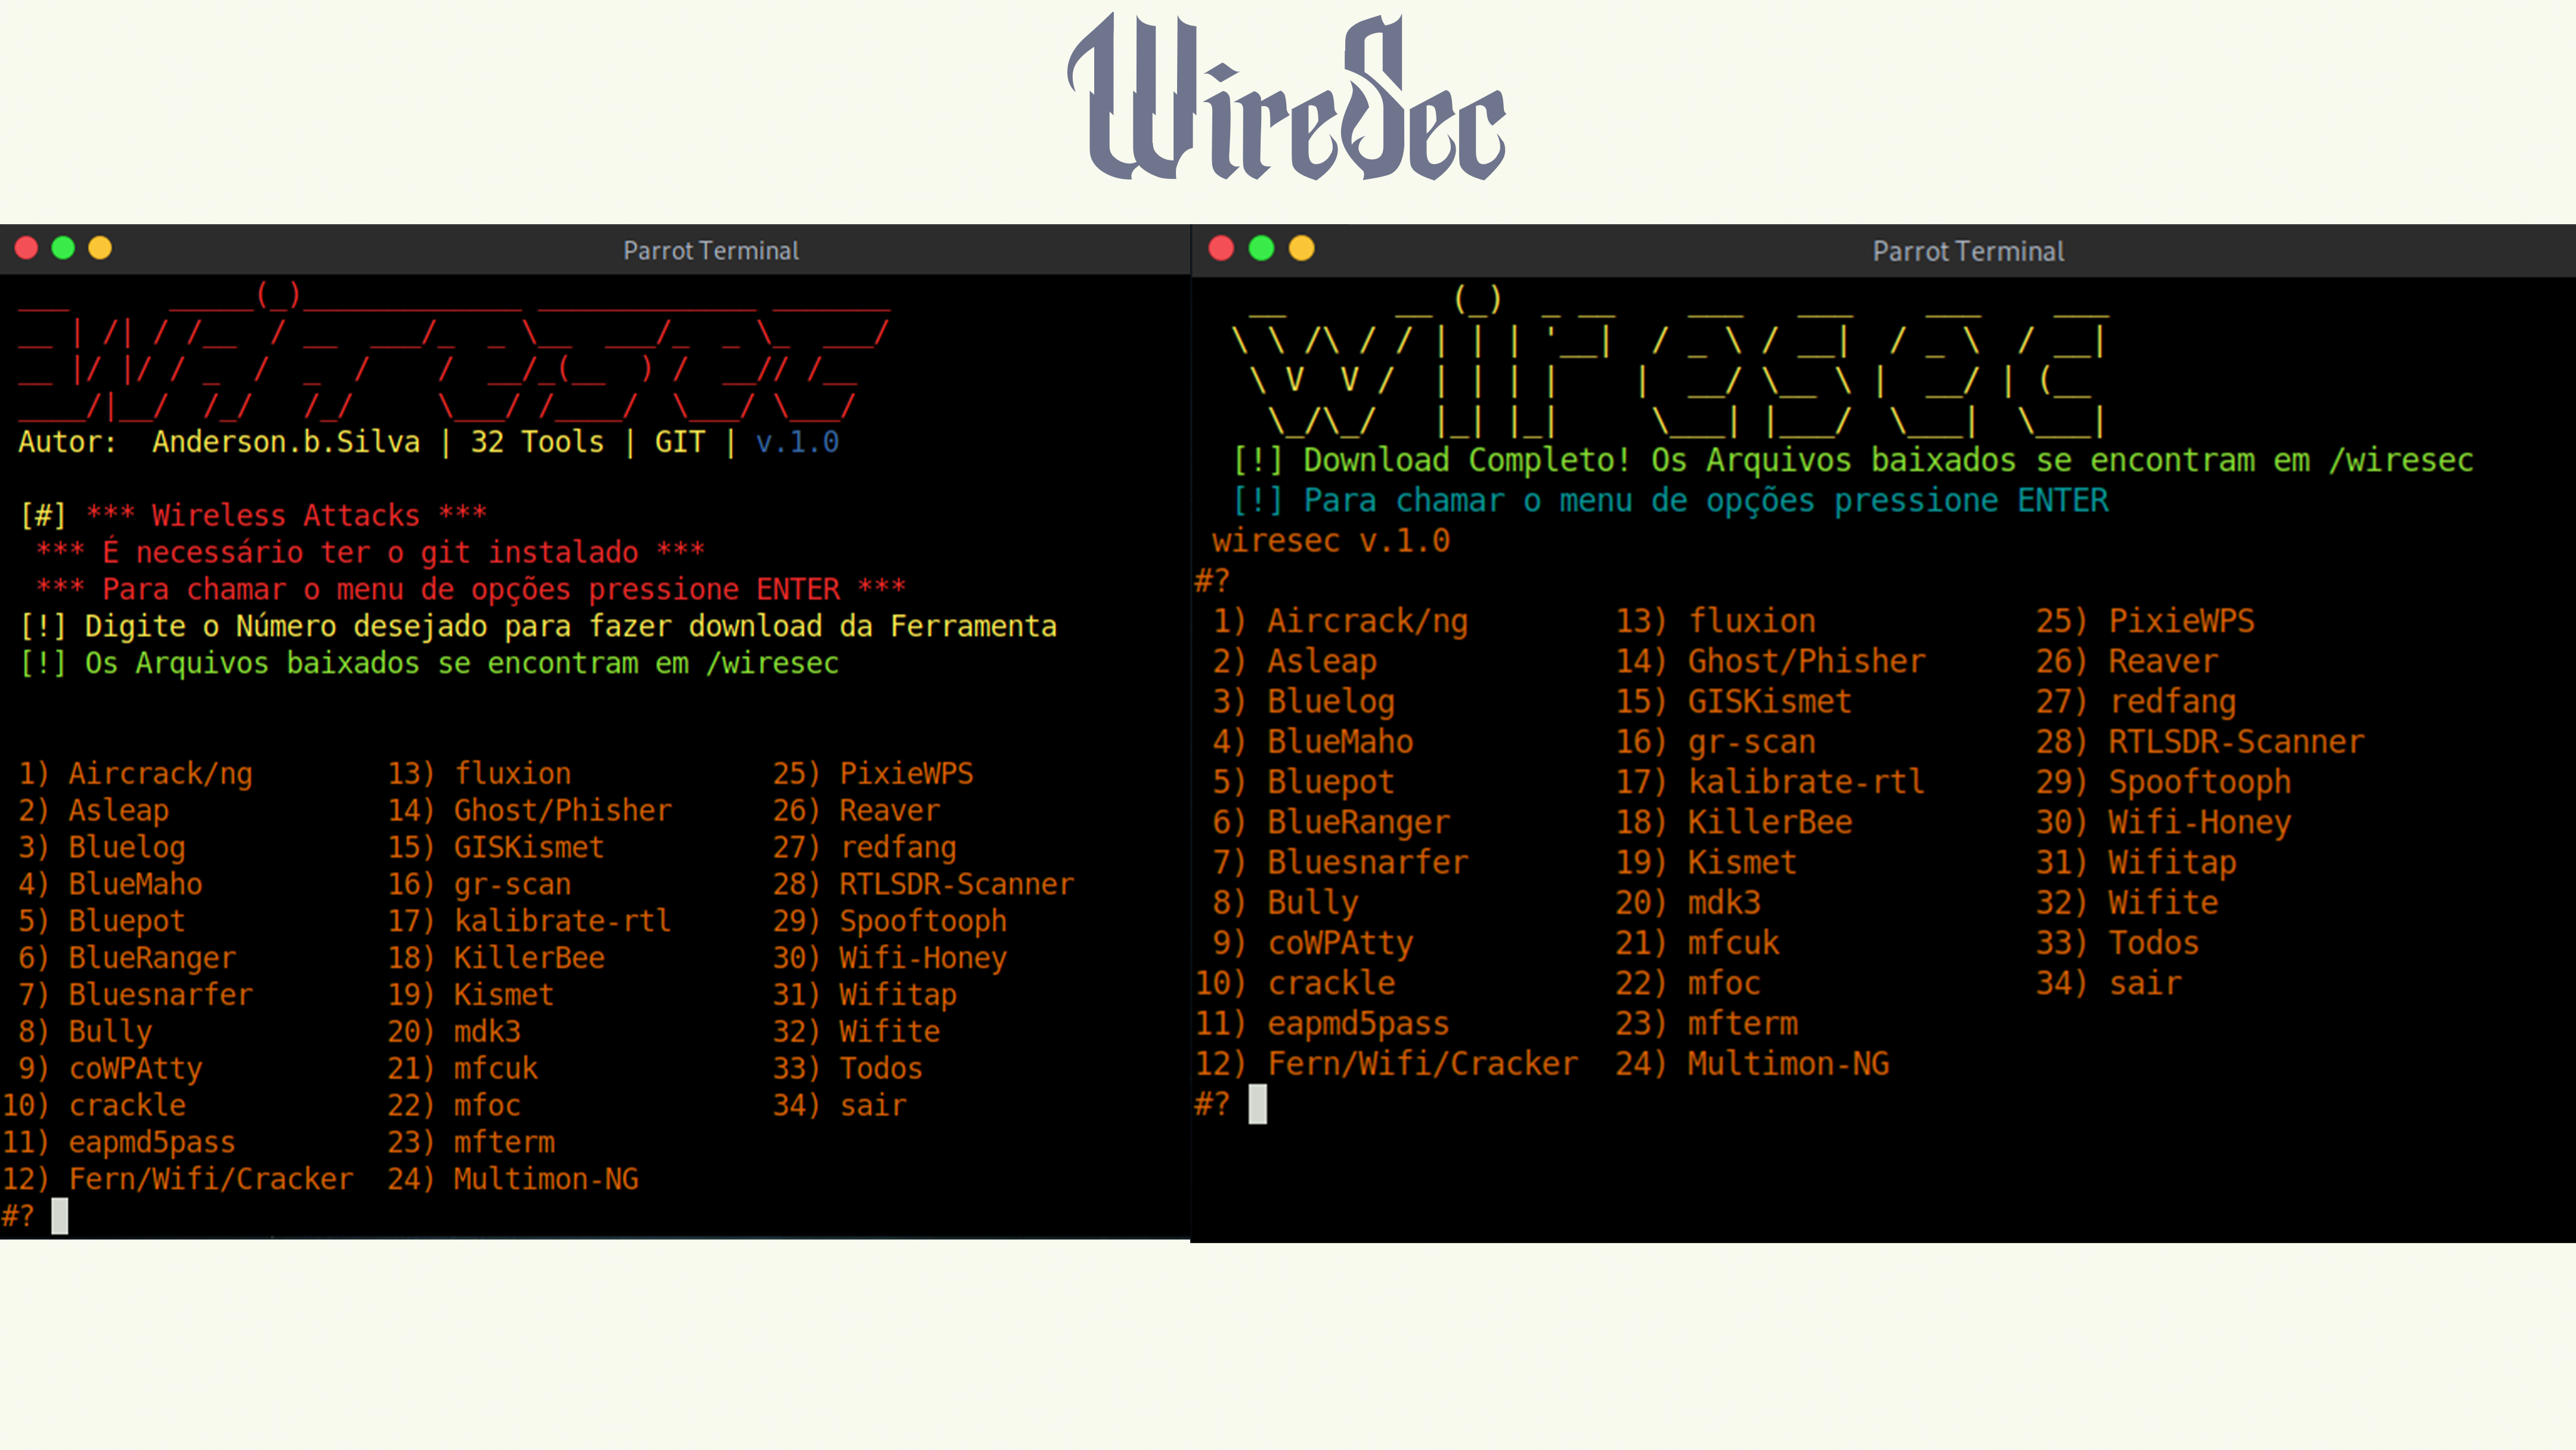 WireSec
Parrot Terminal
wiresec
Autor:  Anderson.b.Silva | 32 Tools | GIT | v.1.0
[#] *** Wireless Attacks ***
*** É necessário ter o git instalado ***
*** Para chamar o menu de opções pressione ENTER ***
[!] Digite o Número desejado para fazer download da Ferramenta
[!] Os Arquivos baixados se encontram em /wiresec
1) Aircrack/ng 13) fluxion 25) PixieWPS
2) Asleap 14) Ghost/Phisher 26) Reaver
3) Bluelog 15) GISKismet 27) redfang
4) BlueMaho 16) gr-scan 28) RTLSDR-Scanner
5) Bluepot 17) kalibrate-rtl 29) Spooftooph
6) BlueRanger 18) KillerBee 30) Wifi-Honey
7) Bluesnarfer 19) Kismet 31) Wifitap
8) Bully 20) mdk3 32) Wifite
9) coWPAtty 21) mfcuk 33) Todos
10) crackle 22) mfoc 34) sair
11) eapmd5pass 23) mfterm
12) Fern/Wifi/Cracker 24) Multimon-NG
#?
Parrot Terminal
wiresec
[!] Download Completo! Os Arquivos baixados se encontram em /wiresec
[!] Para chamar o menu de opções pressione ENTER
wiresec v.1.0
#?
1) Aircrack/ng 13) fluxion 25) PixieWPS
2) Asleap 14) Ghost/Phisher 26) Reaver
3) Bluelog 15) GISKismet 27) redfang
4) BlueMaho 16) gr-scan 28) RTLSDR-Scanner
5) Bluepot 17) kalibrate-rtl 29) Spooftooph
6) BlueRanger 18) KillerBee 30) Wifi-Honey
7) Bluesnarfer 19) Kismet 31) Wifitap
8) Bully 20) mdk3 32) Wifite
9) coWPAtty 21) mfcuk 33) Todos
10) crackle 22) mfoc 34) sair
11) eapmd5pass 23) mfterm
12) Fern/Wifi/Cracker 24) Multimon-NG
#?